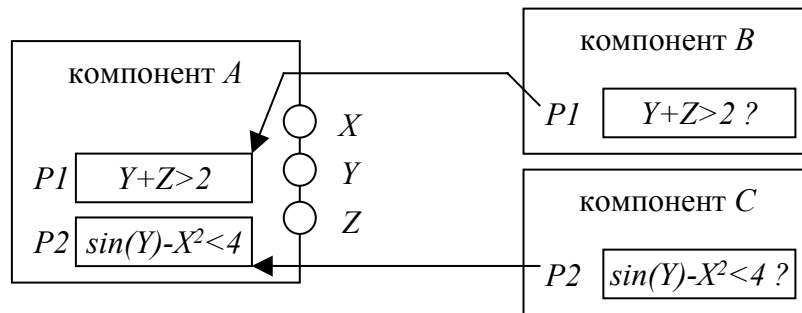 компонент A
X
Y
Z
P1 Y+Z>2
P2 sin(Y)-X²<4
компонент B
P1 Y+Z>2 ?
компонент C
P2 sin(Y)-X²<4 ?